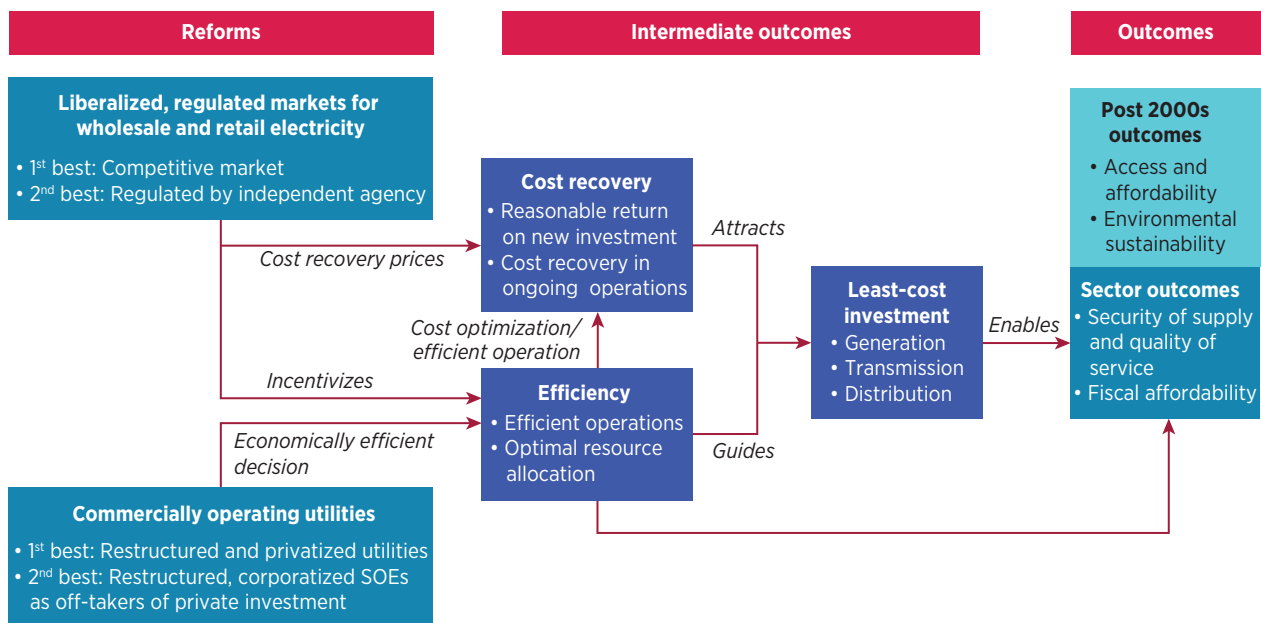 Reforms
Intermediate outcomes
Outcomes
Liberalized, regulated markets for
wholesale and retail electricity
• 1st best: Competitive market
• 2nd best: Regulated by independent agency
Cost recovery prices
Incentivizes
Economically efficient
decision
Commercially operating utilities
• 1st best: Restructured and privatized utilities
• 2nd best: Restructured, corporatized SOEs
as off-takers of private investment
Cost recovery
• Reasonable return
on new investment
• Cost recovery in
ongoing operations
Cost optimization/
efficient operation
Efficiency
• Efficient operations
• Optimal resource
allocation
Attracts
Guides
Least-cost
investment
• Generation
• Transmission
• Distribution
Enables
Post 2000s
outcomes
• Access and
affordability
• Environmental
sustainability
Sector outcomes
• Security of supply
and quality of
service
• Fiscal affordability